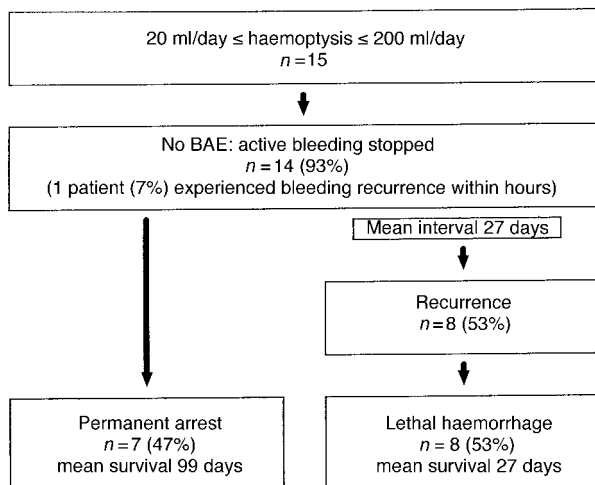 20 ml/day ≤ haemoptysis ≤ 200 ml/day
n=15
No BAE: active bleeding stopped
n=14 (93%)
(1 patient (7%) experienced bleeding recurrence within hours)
Mean interval 27 days
Recurrence
n=8 (53%)
Permanent arrest
n=7 (47%)
mean survival 99 days
Lethal haemorrhage
n=8 (53%)
mean survival 27 days